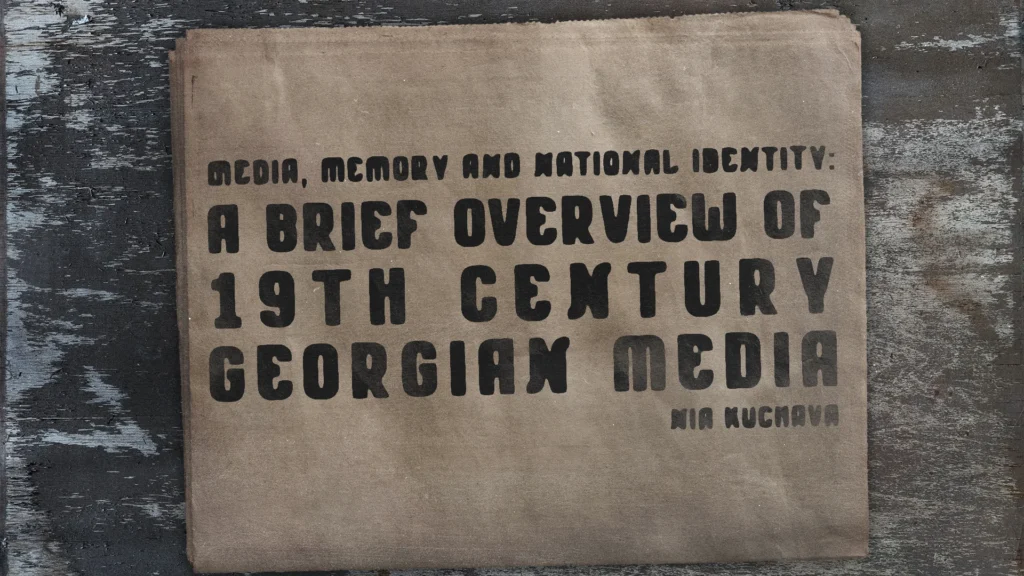 MEDIA, MEMORY AND NATIONAL IDENTITY:
A BRIEF OVERVIEW OF
19TH CENTURY
GEORGIAN MEDIA
NIA KUCHAVA